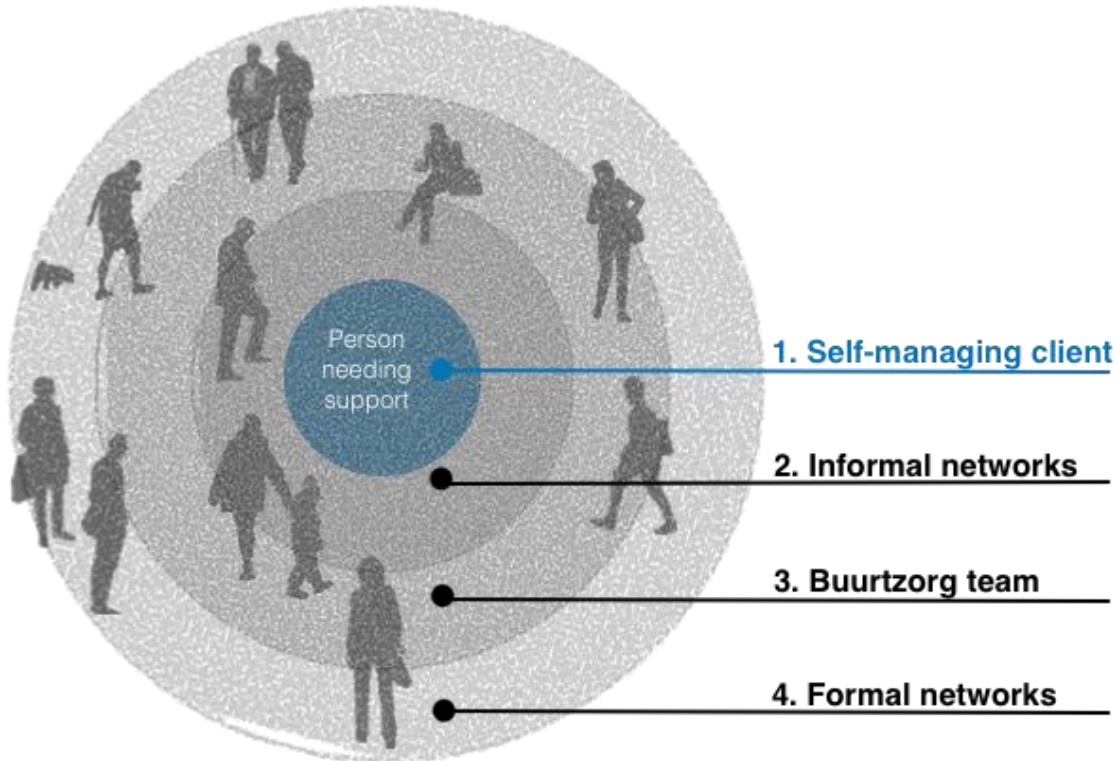 Person
needing
support
1. Self-managing client
2. Informal networks
3. Buurtzorg team
4. Formal networks